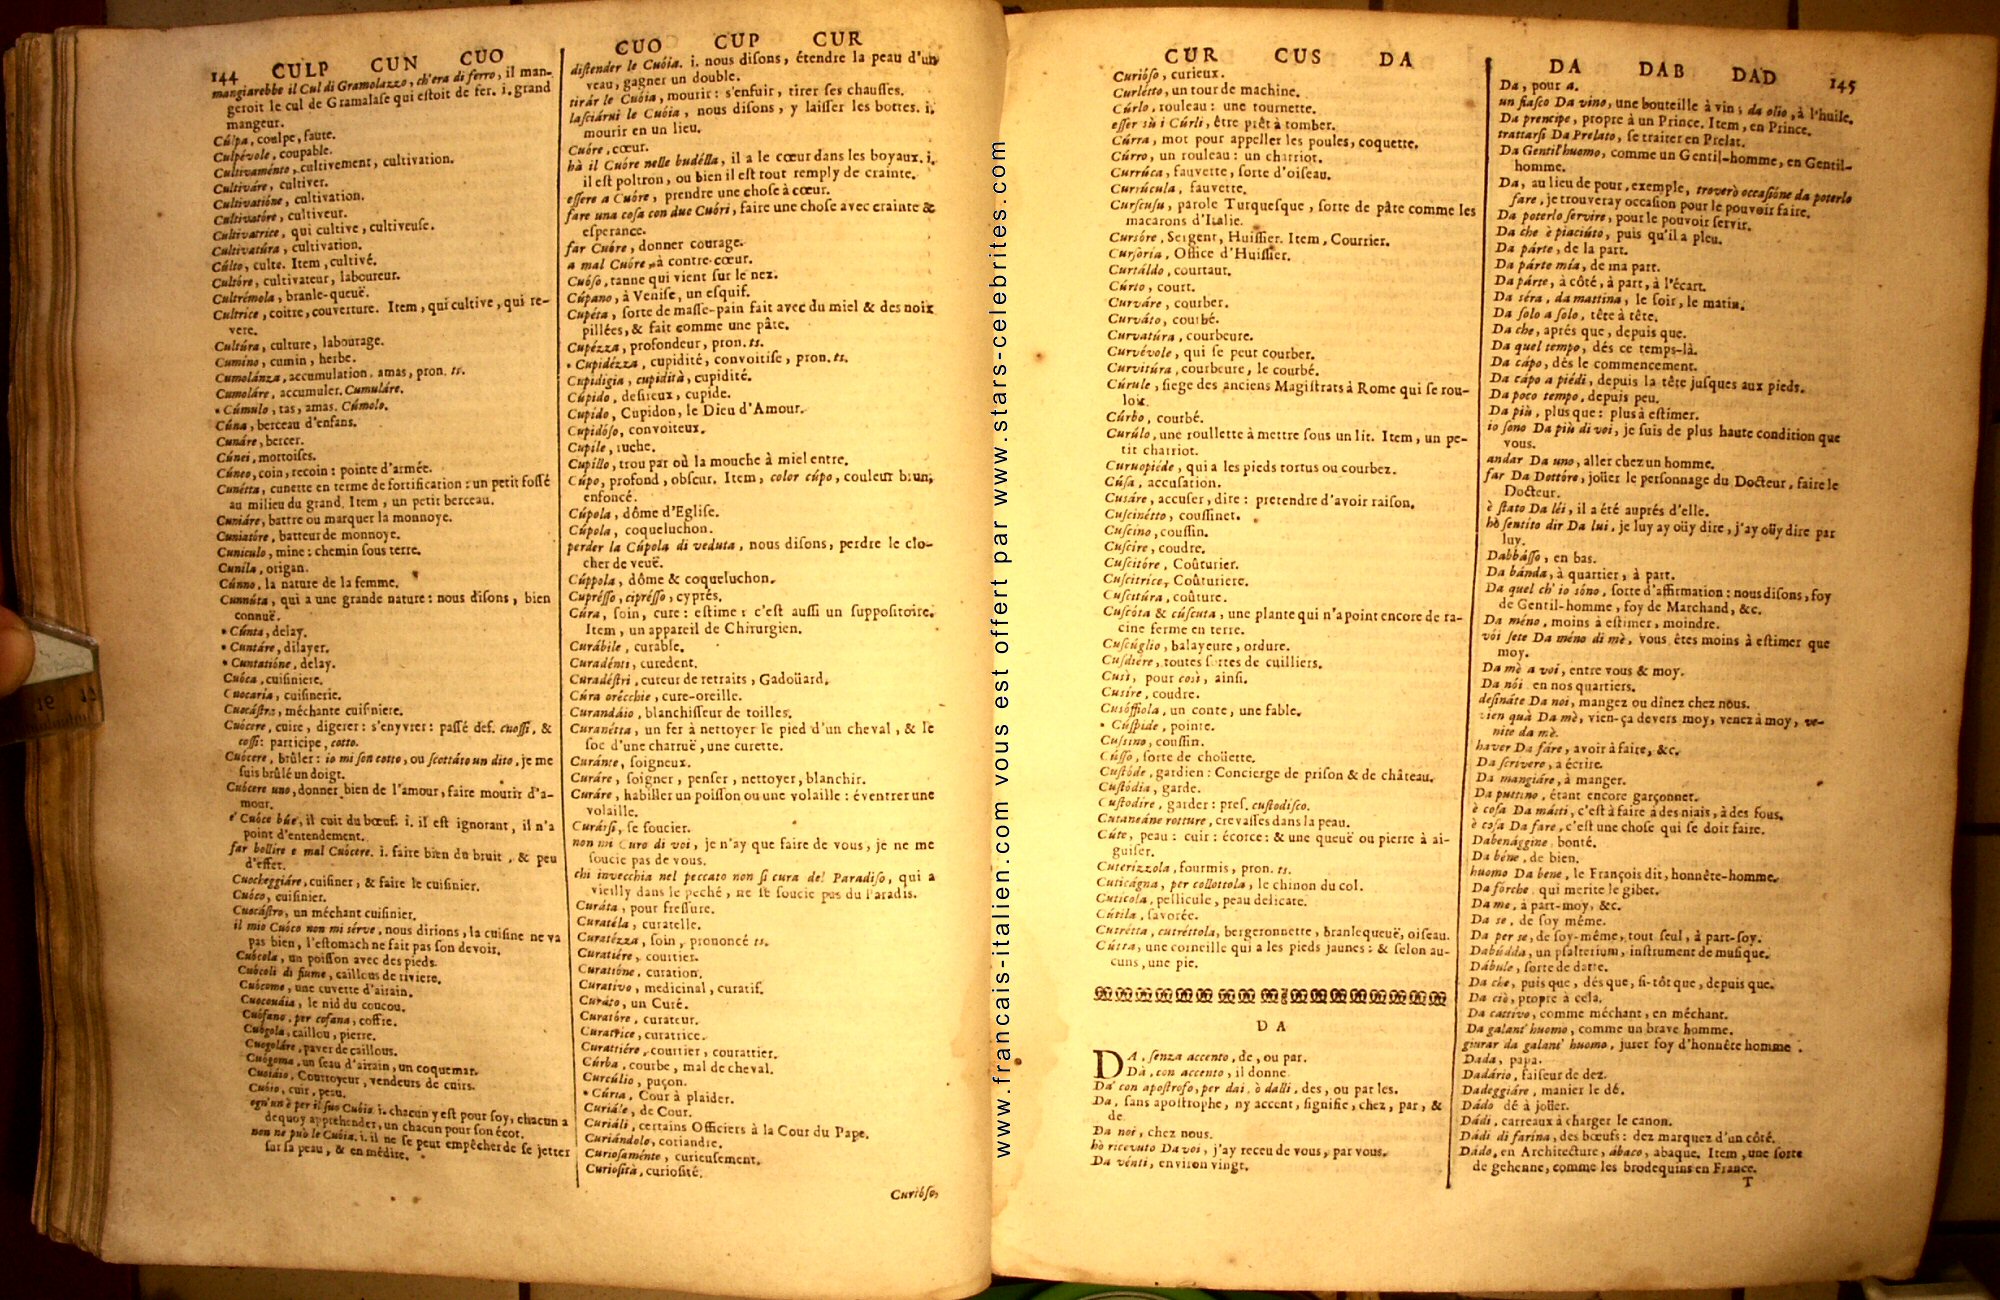 144 CULP CUN CUO
mangiarebbe il Cul di Gramolazzo, ch'era di ferro, il man-
geroit le cul de Gramalase qui estoit de fer. i. grand
mangeur.
Cúlpa, coulpe, faute.
Culpévole, coupable.
Cultivaménto, cultivement, cultivation.
Cultiváre, cultiver.
Cultivatióne, cultivation.
Cultivatóre, cultiveur.
Cultivatrice, qui cultive, cultiveuse.
Cultivatúra, cultivation.
Cúlto, culte. Item, cultivé.
Cultóre, cultivateur, laboureur.
Cultrémola, branle-queuë.
Cultrice, coitre, couverture. Item, qui cultive, qui re-
vere.
Cultúra, culture, labourage.
Cumino, cumin, herbe.
Cumolánza, accumulation, amas, pron. ts.
Cumoláre, accumuler. Cumuláre.
* Cúmulo, tas, amas. Cúmolo.
Cúna, berceau d'enfans.
Cunáre, bercer.
Cúnei, mortoises.
Cúneo, coin, recoin: pointe d'armée.
Cunétta, cunette en terme de fortification: un petit fossé
au milieu du grand. Item, un petit berceau.
Cuniáre, battre ou marquer la monnoye.
Cuniatóre, batteur de monnoye.
Cuniculo, mine: chemin sous terre.
Cunila, origan.
Cúnno, la nature de la femme.
Cunnúta, qui a une grande nature: nous disons, bien
connuë.
* Cúnta, delay.
* Cuntáre, dilayer.
* Cuntatióne, delay.
Cuóca, cuisiniere.
Cuocaria, cuisinerie.
Cuocástra, méchante cuisiniere.
Cuócere, cuire, digerer: s'enyvrer: passé def. cuossi, &
cossi: participe, cotto.
Cuócere, brûler: io mi son cotto, ou scottáto un dito, je me
suis brûlé un doigt.
Cuócere uno, donner bien de l'amour, faire mourir d'a-
mour.
e' Cuóce búe, il cuit du bœuf. i. il est ignorant, il n'a
point d'entendement.
far bollire e mal Cuócere. i. faire bien du bruit, & peu
d'effet.
Cuocheggiáre, cuisiner, & faire le cuisinier.
Cuóco, cuisinier.
Cuocástro, un méchant cuisinier.
il mio Cuóco non mi sérve, nous dirions, la cuisine ne va
pas bien, l'estomach ne fait pas son devoir.
Cuócola, un poisson avec des pieds.
Cuócoli di fiume, cailloux de riviere.
Cuócome, une cuvette d'airain.
Cuocouáia, le nid du coucou.
Cuófano, per cofano, coffre.
Cuógola, caillou, pierre.
Cuogoláre, paver de caillous.
Cuógoma, un seau d'airain, un coquemar.
Cuoiáio, Courroyeur, vendeurs de cuirs.
Cuóio, cuir, peau.
ogn'un è per il suo Cuóio. i. chacun y est pour soy, chacun a
dequoy apprehender, un chacun pour son écot.
non ne può le Cuóia. i. il ne se peut empêcher de se jetter
sur sa peau, & en médire.
CUO CUP CUR
distender le Cuóia. i. nous disons, étendre la peau d'un
veau, gagner un double.
tirár le Cuóia, mourir: s'enfuir, tirer ses chausses.
lasciárvi le Cuóia, nous disons, y laisser les bottes. i.
mourir en un lieu.
Cuóre, cœur.
hà il Cuóre nelle budélla, il a le cœur dans les boyaux. i.
il est poltron, ou bien il est tout remply de crainte.
essere a Cuóre, prendre une chose à cœur.
fare una cosa con due Cuóri, faire une chose avec crainte &
esperance.
far Cuóre, donner courage.
a mal Cuóre, à contre-cœur.
Cuóso, tanne qui vient sur le nez.
Cúpano, à Venise, un esquif.
Cupéta, sorte de masse-pain fait avec du miel & des noix
pillées, & fait comme une pâte.
Cupézza, profondeur, pron. ts.
* Cupidézza, cupidité, convoitise, pron. ts.
Cupidigia, cupidità, cupidité.
Cúpido, desireux, cupide.
Cupido, Cupidon, le Dieu d'Amour.
Cupidóso, convoiteux.
Cupile, ruche.
Cupillo, trou par où la mouche à miel entre.
Cúpo, profond, obscur. Item, color cúpo, couleur brun,
enfoncé.
Cúpola, dôme d'Eglise.
Cúpola, coqueluchon.
perder la Cúpola di veduta, nous disons, perdre le clo-
cher de veuë.
Cúppola, dôme & coqueluchon.
Cuprésso, ciprésso, cyprés.
Cúra, soin, cure: estime: c'est aussi un suppositoire.
Item, un appareil de Chirurgien.
Curábile, curable.
Curadénti, curedent.
Curadéstri, cureur de retraits, Gadoüard.
Cúra orécchie, cure-oreille.
Curandáio, blanchisseur de toilles.
Curanétta, un fer à nettoyer le pied d'un cheval, & le
soc d'une charruë, une curette.
Curánte, soigneux.
Curáre, soigner, penser, nettoyer, blanchir.
Curáre, habiller un poisson ou une volaille: éventrer une
volaille.
Curársi, se soucier.
non mi Curo di voi, je n'ay que faire de vous, je ne me
soucie pas de vous.
chi invecchia nel peccato non si cura del Paradiso, qui a
vieilly dans le peché, ne se soucie pas du Paradis.
Curáta, pour fressure.
Curatéla, curatelle.
Curatézza, soin, prononcé ts.
Curatiére, courtier.
Curatióne, curation.
Curativo, medicinal, curatif.
Curáto, un Curé.
Curatóre, curateur.
Curatrice, curatrice.
Curattiére, courtier, courattier.
Cúrba, courbe, mal de cheval.
Curcúlio, puçon.
* Cúria, Cour à plaider.
Curiále, de Cour.
Curiáli, certains Officiers à la Cour du Pape.
Curiándolo, coriandre.
Curiosaménte, curieusement.
Curiosità, curiosité.
Curióso,
www.francais-italien.com vous est offert par www.stars-celebrites.com
CUR CUS DA
Curióso, curieux.
Curlétto, un tour de machine.
Cúrlo, rouleau: une tournette.
esser sù i Cúrli, être prêt à tomber.
Cúrra, mot pour appeller les poules, coquette.
Cúrro, un rouleau: un chariot.
Currúca, fauvette, sorte d'oiseau.
Currúcula, fauvette.
Curscusu, parole Turquesque, sorte de pâte comme les
macarons d'Italie.
Cursóre, Sergent, Huissier. Item, Courrier.
Cursoria, Office d'Huissier.
Curtáldo, courtaut.
Cúrto, court.
Curváre, courber.
Curváto, courbé.
Curvatúra, courbeure.
Curvévole, qui se peut courber.
Curvitúra, courbeure, le courbé.
Cúrule, siege des anciens Magistrats à Rome qui se rou-
loit.
Cúrbo, courbé.
Curúlo, une roullette à mettre sous un lit. Item, un pe-
tit chariot.
Curuopiéde, qui a les pieds tortus ou courbez.
Cúsa, accusation.
Cusáre, accuser, dire: pretendre d'avoir raison.
Cuscinétto, coussinet.
Cuscino, coussin.
Cuscire, coudre.
Cuscitóre, Coûturier.
Cuscitrice, Coûturiere.
Cuscitúra, coûture.
Cuscóta & cúscuta, une plante qui n'a point encore de ra-
cine ferme en terre.
Cuscúglio, balayeure, ordure.
Cusdiére, toutes sortes de cuilliers.
Cusì, pour così, ainsi.
Cusire, coudre.
Cusóffiola, un conte, une fable.
* Cúspide, pointe.
Cussino, coussin.
Cússo, sorte de choüette.
Custóde, gardien: Concierge de prison & de château.
Custódia, garde.
Custodire, garder: pres. custodisco.
Cutaneáne rotture, crevasses dans la peau.
Cúte, peau: cuir: écorce: & une queuë ou pierre à ai-
guiser.
Cuterizzola, fourmis, pron. ts.
Cuticágna, per collottola, le chinon du col.
Cuticola, pellicule, peau delicate.
Cútila, savorée.
Cutrétta, cutréttola, bergeronnette, branlequeuë, oiseau.
Cútta, une corneille qui a les pieds jaunes: & selon au-
cuns, une pie.
D A
DA, senza accento, de, ou par.
Dà, con accento, il donne.
Da' con apostrofo, per dai, ò dalli, des, ou par les.
Da, sans apostrophe, ny accent, signifie, chez, par, &
de.
Da noi, chez nous.
hò ricevuto Da voi, j'ay receu de vous, par vous.
Da vénti, environ vingt.
DA DAB DAD 145
Da, pour a.
un fiasco Da vino, une bouteille à vin; da olio, à l'huile.
Da prencipe, propre à un Prince. Item, en Prince.
trattarsi Da Prelato, se traiter en Prelat.
Da Gentil'huomo, comme un Gentil-homme, en Gentil-
homme.
Da, au lieu de pour, exemple, troverò occasióne da poterlo
fare, je trouveray occasion pour le pouvoir faire.
Da poterlo servire, pour le pouvoir servir.
Da che è piaciúto, puis qu'il a pleu.
Da párte, de la part.
Da párte mía, de ma part.
Da párte, à côté, à part, à l'écart.
Da séra, da mattina, le soir, le matin.
Da solo a solo, tête à tête.
Da che, aprés que, depuis que.
Da quel tempo, dés ce temps-là.
Da cápo, dés le commencement.
Da cápo a piédi, depuis la tête jusques aux pieds.
Da poco tempo, depuis peu.
Da più, plus que: plus à estimer.
io sono Da più di voi, je suis de plus haute condition que
vous.
andar Da uno, aller chez un homme.
far Da Dottóre, joüer le personnage du Docteur, faire le
Docteur.
è stato Da léi, il a été auprés d'elle.
hò sentito dir Da lui, je luy ay oüy dire, j'ay oüy dire par
luy.
Dabbásso, en bas.
Da bánda, à quartier, à part.
Da quel ch' io sóno, sorte d'affirmation: nous disons, foy
de Gentil-homme, foy de Marchand, &c.
Da méno, moins à estimer, moindre.
voi sete Da méno di mè, vous êtes moins à estimer que
moy.
Da mè a voi, entre vous & moy.
Da nói en nos quartiers.
desináte Da noi, mangez ou dînez chez nous.
vien quà Da mè, vien-ça devers moy, venez à moy, ve-
nite da mè.
haver Da fáre, avoir à faire, &c.
Da scrívero, a écrire.
Da mangiáre, à manger.
Da puttino, étant encore garçonnet.
è cosa Da mátti, c'est à faire à des niais, à des fous.
è cosa Da fare, c'est une chose qui se doit faire.
Dabenággine, bonté.
Da béne, de bien.
huomo Da bene, le François dit, honnête-homme.
Da fórche, qui merite le gibet.
Da me, à part-moy, &c.
Da se, de soy même.
Da per se, de soy-même, tout seul, à part-soy.
Dabúdda, un psalterium, instrument de musique.
Dábule, sorte de datte.
Da che, puis que, dés que, si-tôt que, depuis que.
Da ciò, propre à cela.
Da cattivo, comme méchant, en méchant.
Da galant'huomo, comme un brave homme.
giurar da galant' huomo, jurer foy d'honnête homme.
Dada, papa.
Dadário, faiseur de dez.
Dadeggiáre, manier le dé.
Dádo dé à joüer.
Dádi, carreaux à charger le canon.
Dádi di farina, des bœufs: dez marquez d'un côté.
Dádo, en Architecture, ábaco, abaque. Item, une sorte
de gehenne, comme les brodequins en France.
T